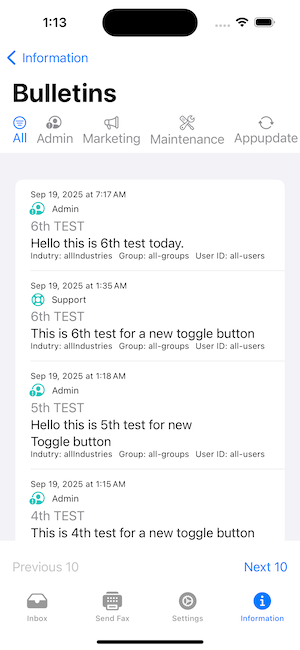 1:13
Information
Bulletins
All Admin Marketing Maintenance Appupdate
Sep 19, 2025 at 7:17 AM
Admin
6th TEST
Hello this is 6th test today.
Indutry: allIndustries Group: all-groups User ID: all-users
Sep 19, 2025 at 1:35 AM
Support
6th TEST
This is 6th test for a new toggle button
Indutry: allIndustries Group: all-groups User ID: all-users
Sep 19, 2025 at 1:18 AM
Admin
5th TEST
Hello this is 5th test for new
Toggle button
Indutry: allIndustries Group: all-groups User ID: all-users
Sep 19, 2025 at 1:15 AM
Admin
4th TEST
This is 4th test for a new toggle button
Previous 10 Next 10
Inbox Send Fax Settings Information